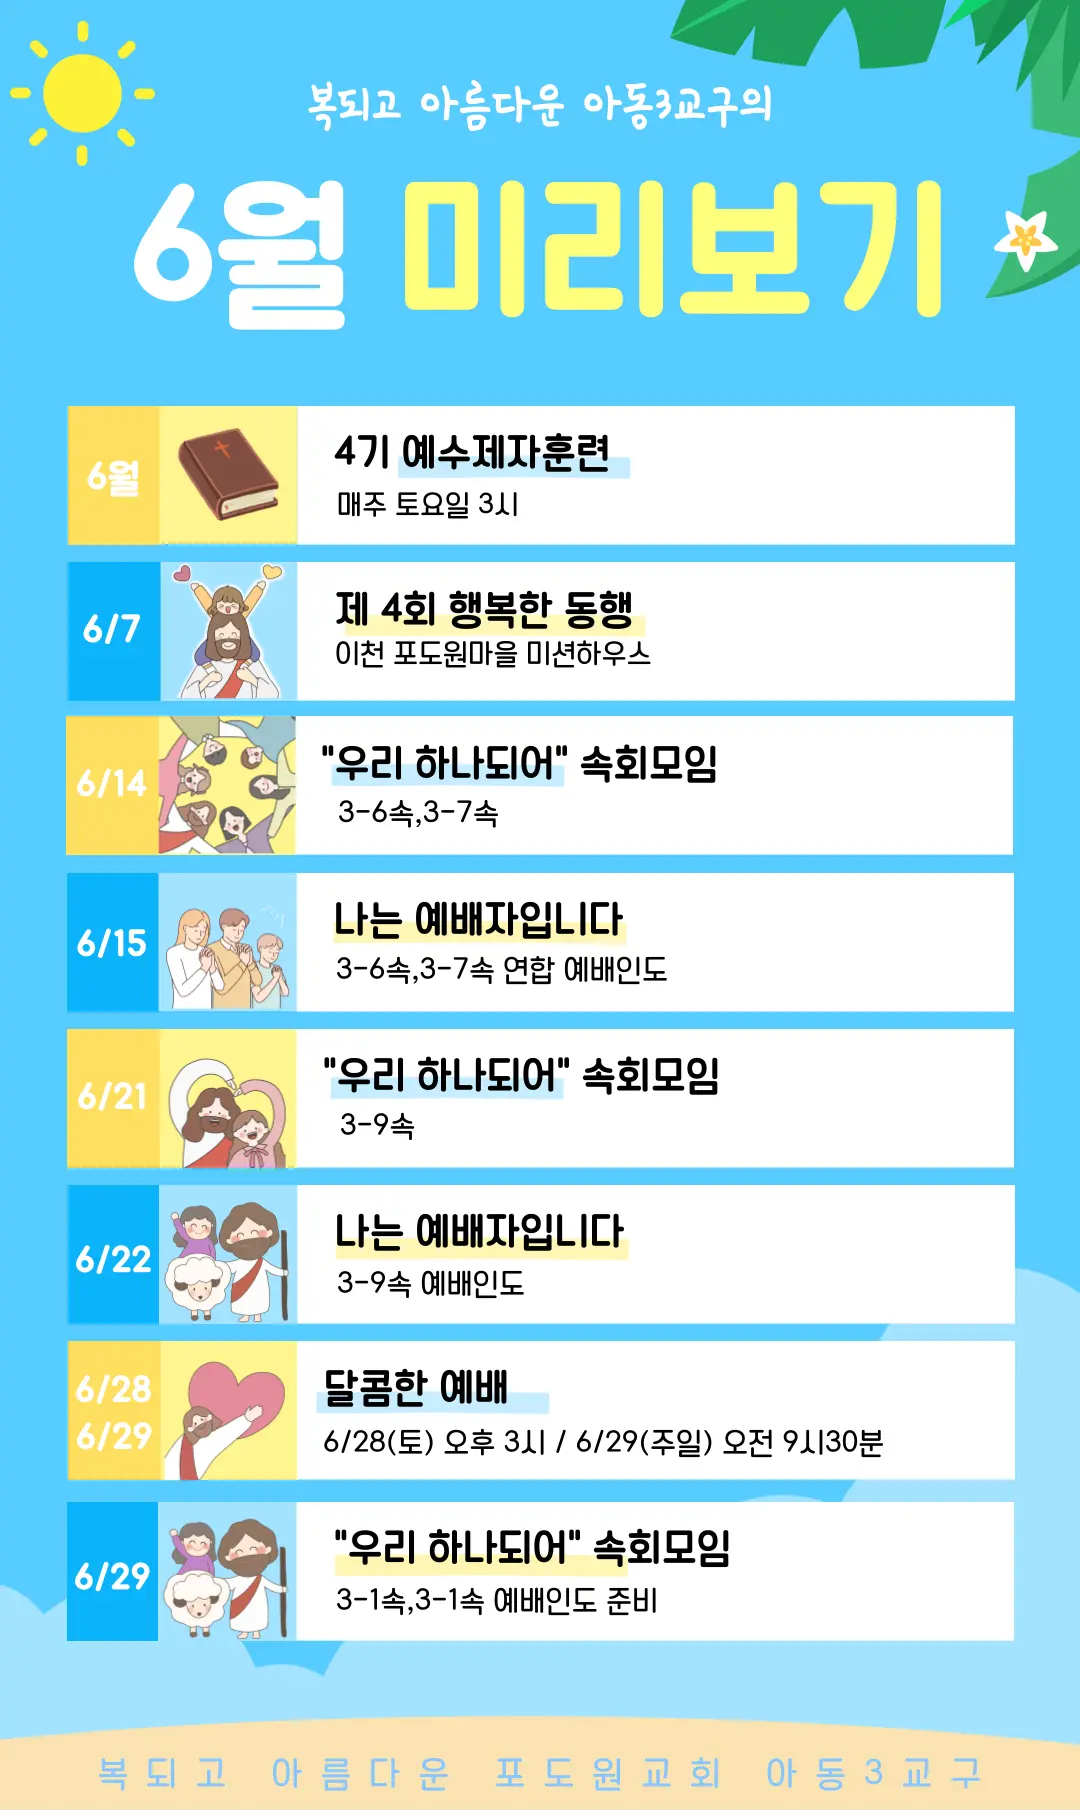 복되고 아름다운 아동3교구의
6월 미리보기
6월
4기 예수제자훈련
매주 토요일 3시
6/7
제 4회 행복한 동행
이천 포도원마을 미션하우스
6/14
"우리 하나되어" 속회모임
3-6속,3-7속
6/15
나는 예배자입니다
3-6속,3-7속 연합 예배인도
6/21
"우리 하나되어" 속회모임
3-9속
6/22
나는 예배자입니다
3-9속 예배인도
6/28
6/29
달콤한 예배
6/28(토) 오후 3시 / 6/29(주일) 오전 9시30분
6/29
"우리 하나되어" 속회모임
3-1속,3-1속 예배인도 준비
복되고 아름다운 포도원교회 아동3교구